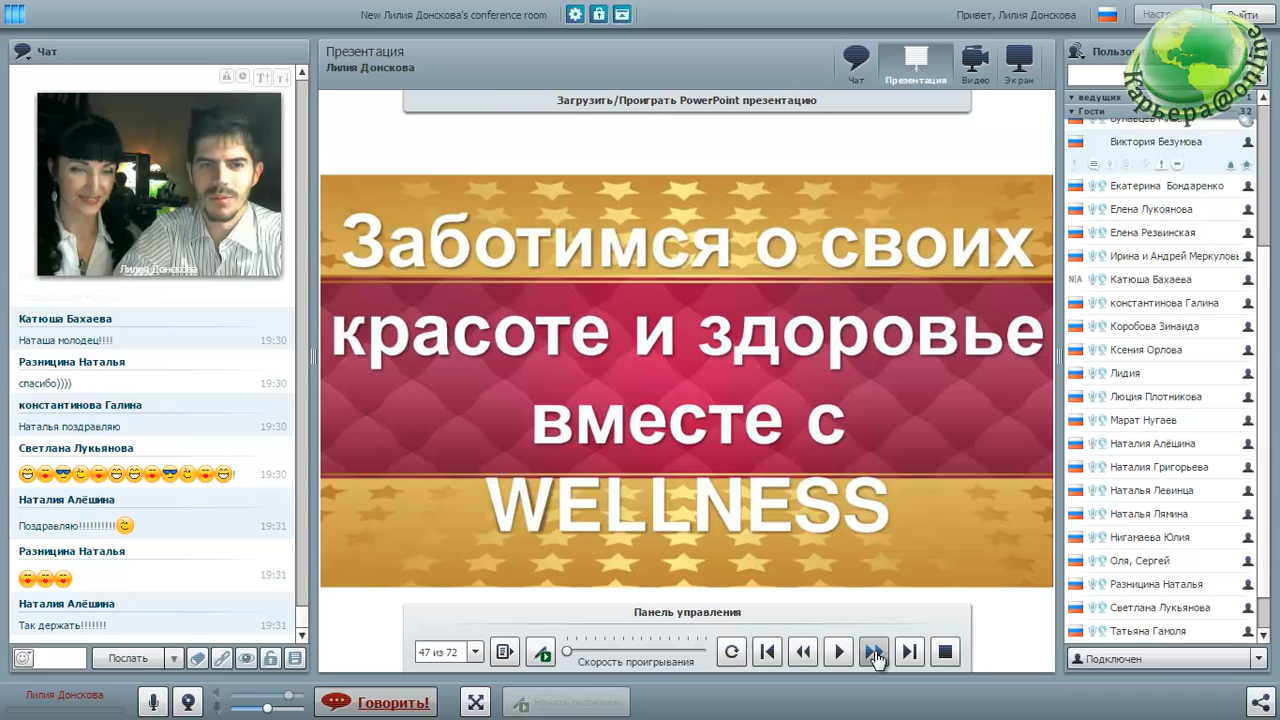 New Лилия Донскова's conference room
Привет, Лилия Донскова
Выйти
Карьера@online
Чат
Лилия Донскова
Катюша Бахаева
Наташа молодец!!!!
19:30
Разницина Наталья
спасибо))))
19:30
константинова Галина
Наталья поздравляю
19:30
Светлана Лукьянова
!
19:30
Наталия Алёшина
Поздравляю!!!!!!!!!!
19:31
Разницина Наталья
19:31
Наталия Алёшина
Так держать!!!!!!!
19:31
Послать
Презентация
Лилия Донскова
Чат
Презентация
Видео
Экран
Загрузить/Проиграть PowerPoint презентацию
Заботимся о своих
красоте и здоровье
вместе с
WELLNESS
Панель управления
47 из 72
Скорость проигрывания
ведущих 1
Гости 32
Виктория Безумова
Екатерина Бондаренко
Елена Лукоянова
Елена Резвинская
Ирина и Андрей Меркуловы
N/A Катюша Бахаева
константинова Галина
Коробова Зинаида
Ксения Орлова
Лидия
Люция Плотникова
Марат Нугаев
Наталия Алёшина
Наталия Григорьева
Наталья Левинца
Наталья Лямина
Нигамаева Юлия
Оля, Сергей
Разницина Наталья
Светлана Лукьянова
Татьяна Гамоля
Подключен
Лилия Донскова
Говорить!